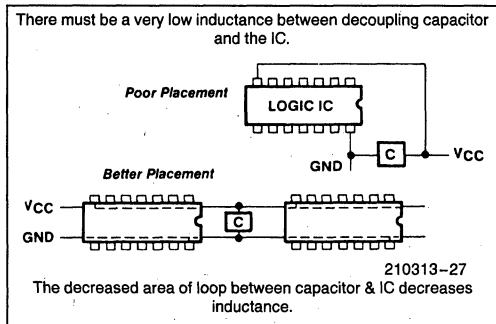 There must be a very low inductance between decoupling capacitor
and the IC.
Poor Placement
LOGIC IC
C
VCC
GND
Better Placement
VCC
GND
C
210313-27
The decreased area of loop between capacitor & IC decreases
inductance.